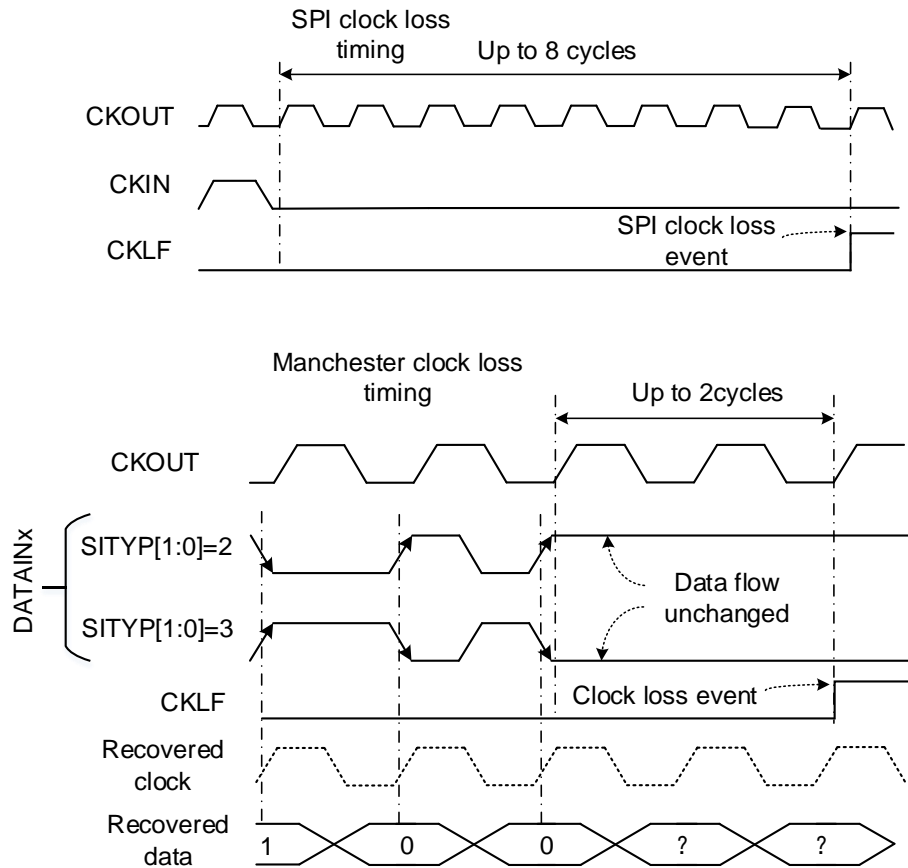 SPI clock loss
timing
Up to 8 cycles
CKOUT
CKIN
CKLF
SPI clock loss
event
Manchester clock loss
timing
Up to 2cycles
CKOUT
DATAINx
SITYP[1:0]=2
SITYP[1:0]=3
Data flow
unchanged
CKLF
Clock loss event
Recovered
clock
Recovered
data
1 0 0 ? ?